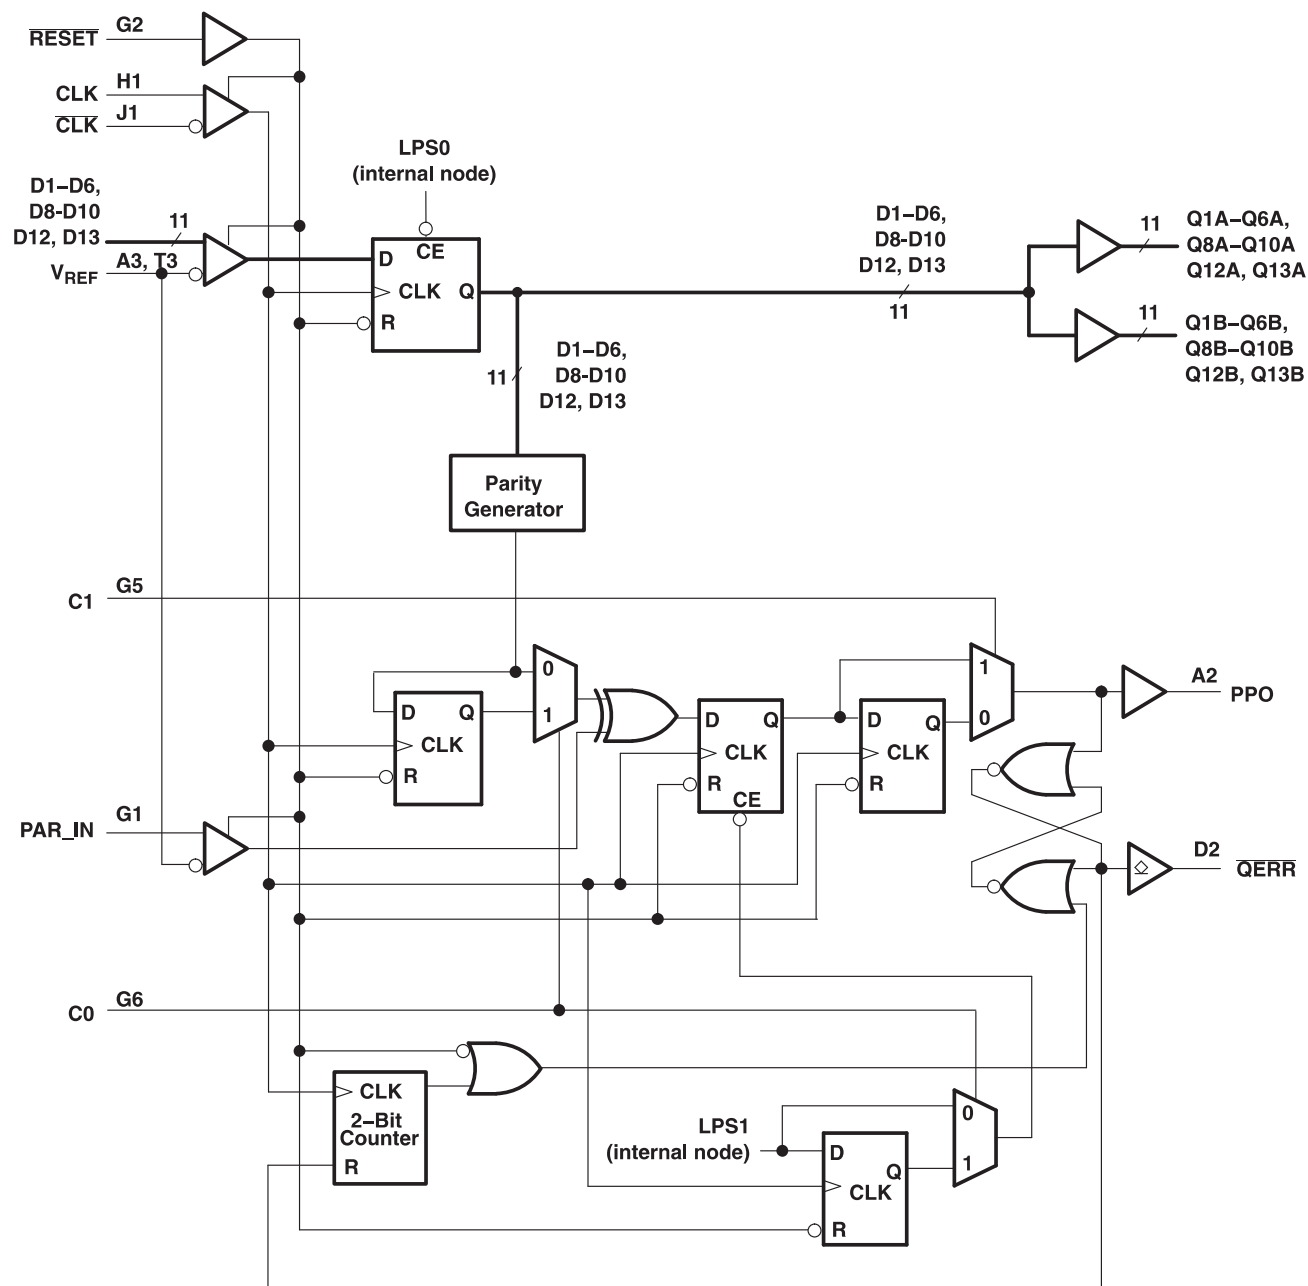 RESET G2
CLK H1
CLK J1
LPS0
(internal node)
D1–D6,
D8-D10
D12, D13
11
VREF A3, T3
D
CE
CLK
Q
R
D1–D6,
D8-D10
D12, D13
11
D1–D6,
D8-D10
D12, D13
11
11
Q1A–Q6A,
Q8A–Q10A
Q12A, Q13A
11
Q1B–Q6B,
Q8B–Q10B
Q12B, Q13B
Parity
Generator
C1 G5
0
1
D
Q
CLK
R
D
Q
CLK
R
CE
D
Q
CLK
R
1
0
A2
PPO
PAR_IN G1
D2
QERR
C0 G6
CLK
2–Bit
Counter
R
LPS1
(internal node)
D
Q
CLK
R
0
1